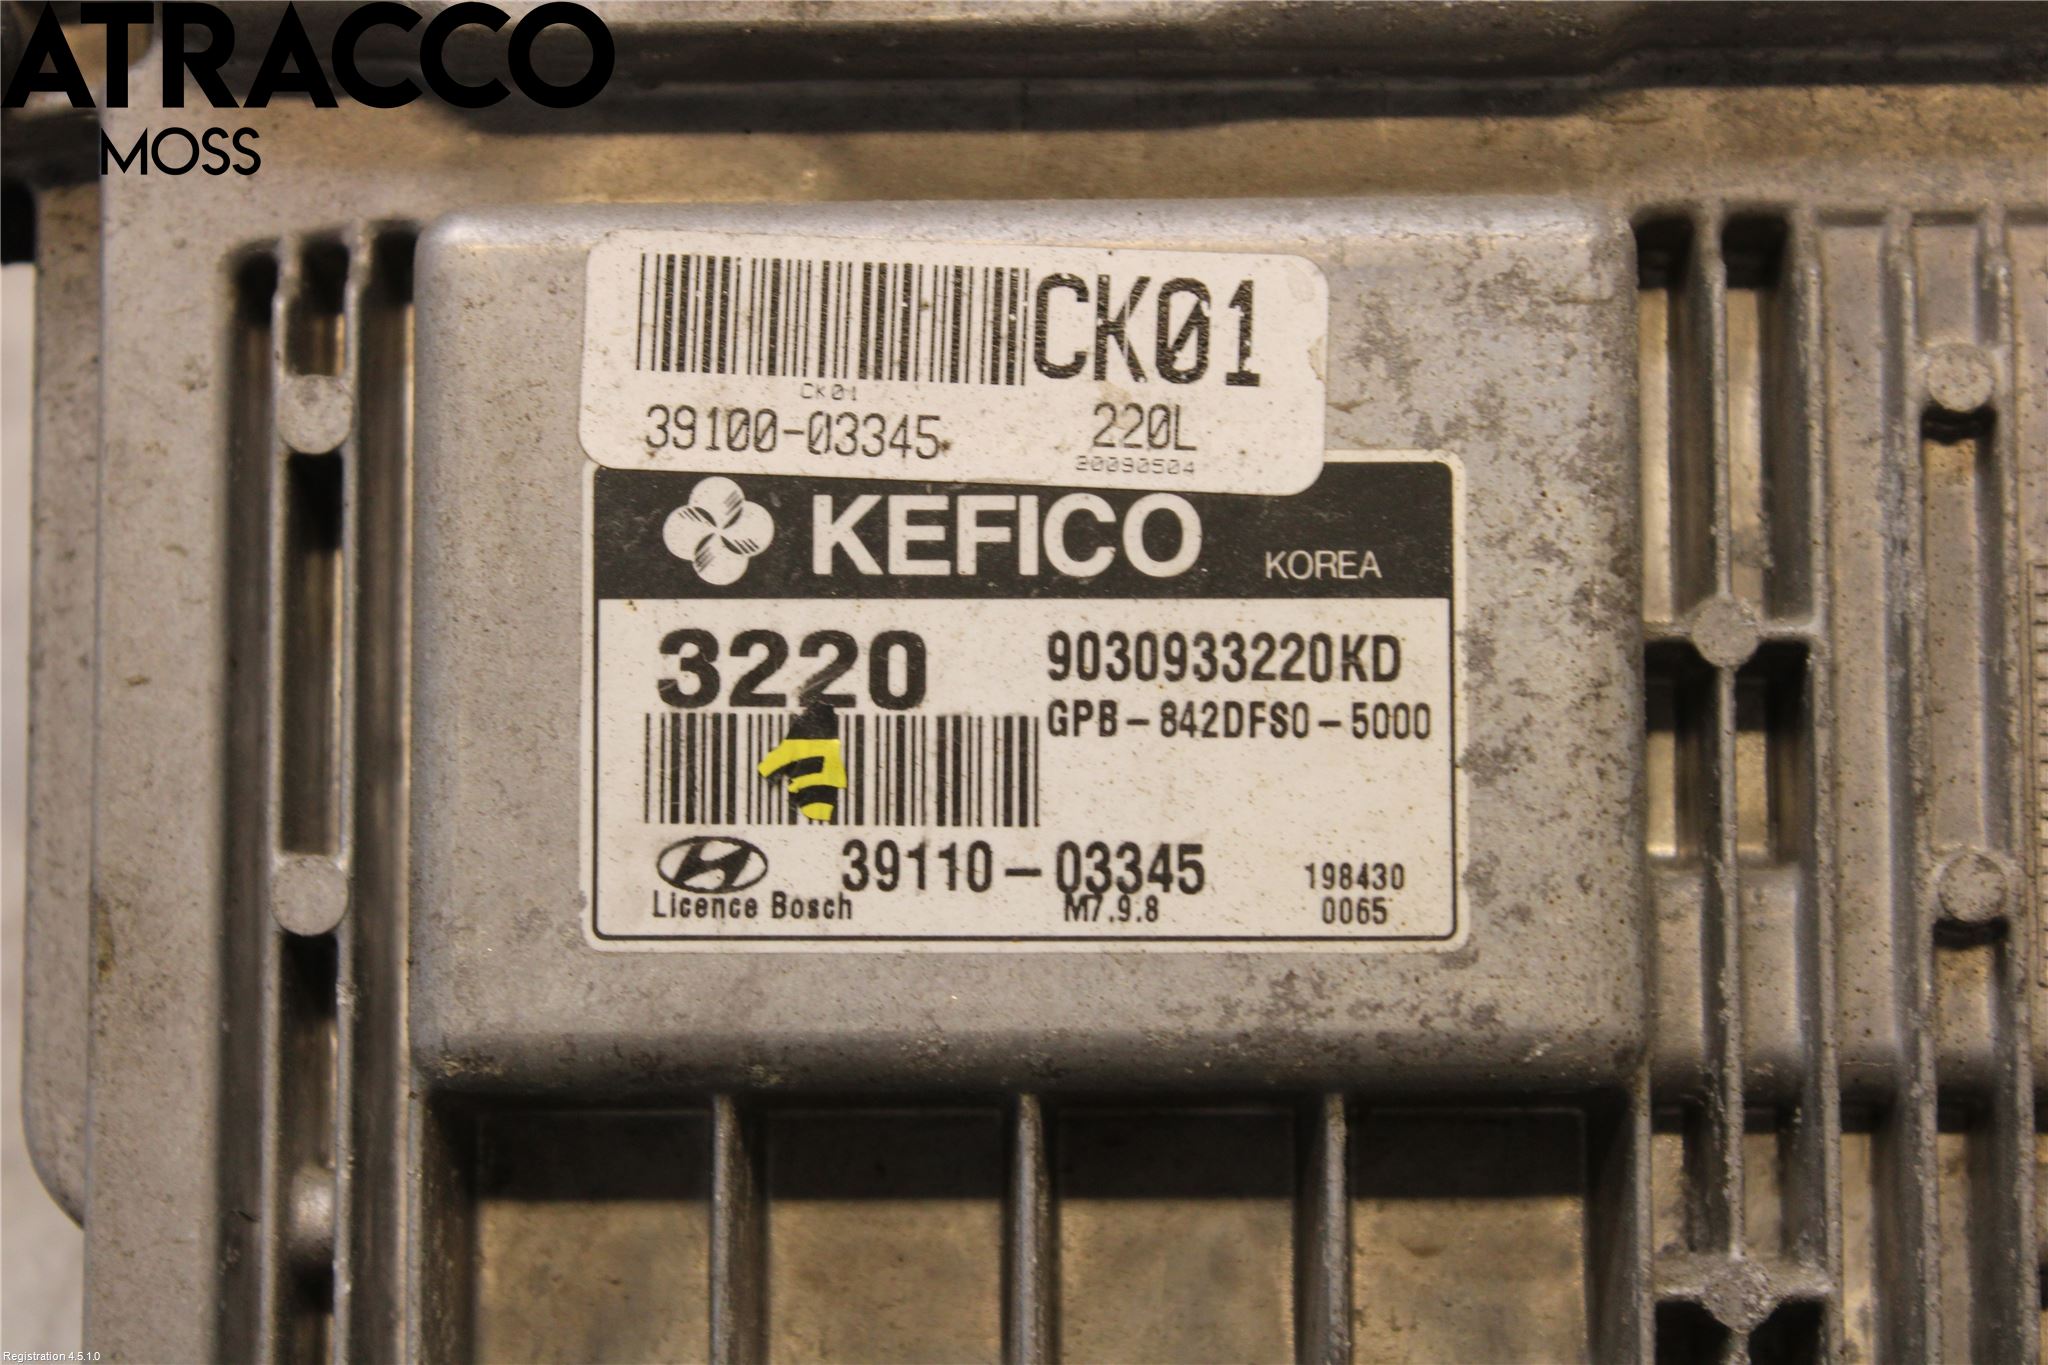 ATRACCO
MOSS
CK01
CK01
39100-03345 220L
20090504
KEFICO KOREA
3220 9030933220KD
GPB-842DFS0-5000
39110-03345 198430
Licence Bosch M7.9.8 0065
Registration 4.5.1.0